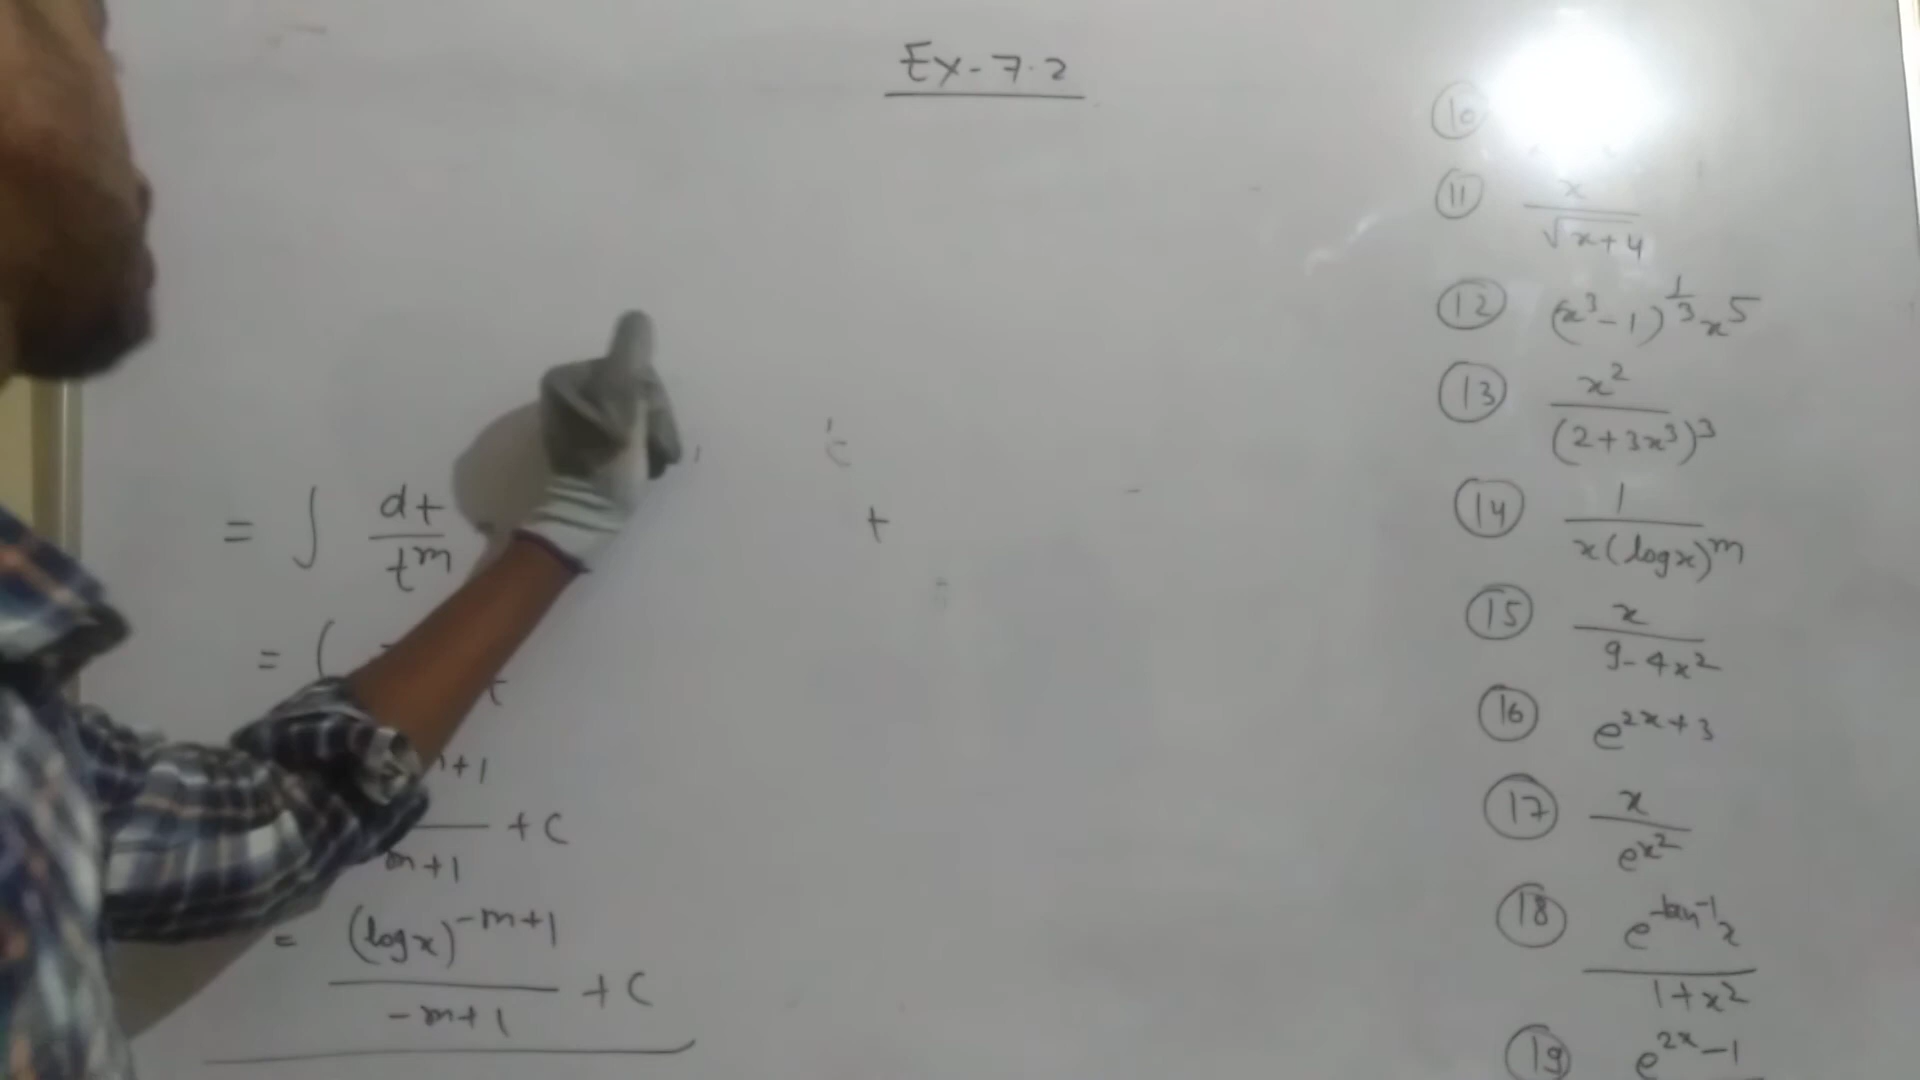 Ex-7.2
= ∫ dt/t^m
= (
m+1
+ C
= (log x)^(-m+1)/(-m+1) + C
t
(10)
(11) x/√(x+4)
(12) (x³-1)^(1/3) x⁵
(13) x²/(2+3x³)³
(14) 1/(x(log x)^m)
(15) x/(9-4x²)
(16) e^(2x+3)
(17) x/e^(x²)
(18) e^(tan⁻¹x)/(1+x²)
(19) e^(2x)-1